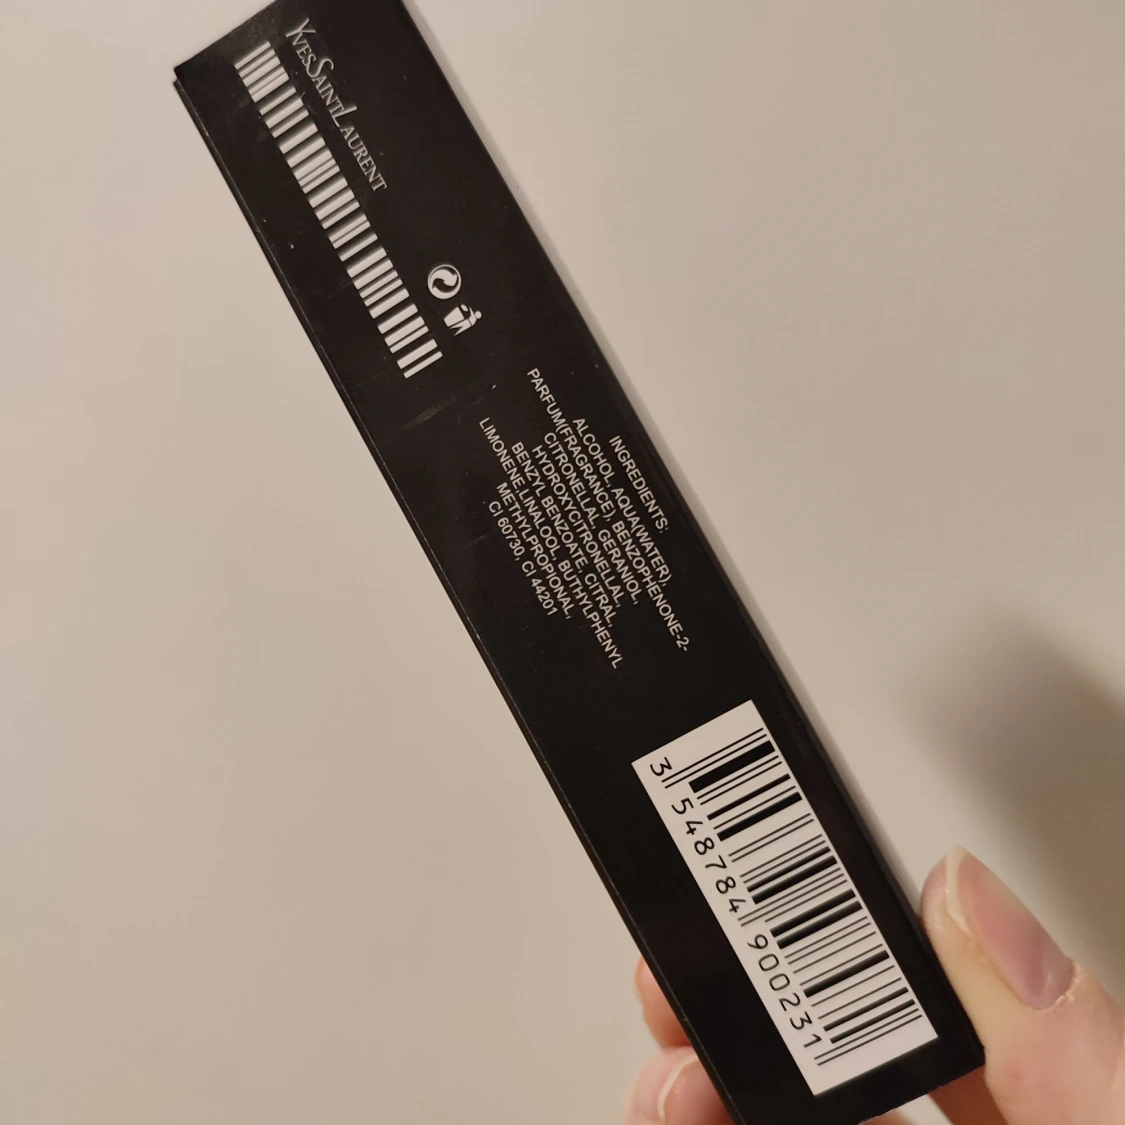 YvesSaintLaurent
INGREDIENTS:
ALCOHOL, AQUA(WATER),
PARFUM(FRAGRANCE), BENZOPHENONE-2-
CITRONELLAL, GERANIOL,
HYDROXYCITRONELLAL,
BENZYL BENZOATE, CITRAL,
LIMONENE,LINALOOL, BUTHYLPHENYL
METHYLPROPIONAL,
CI 60730, CI 44201
3 548784 900231